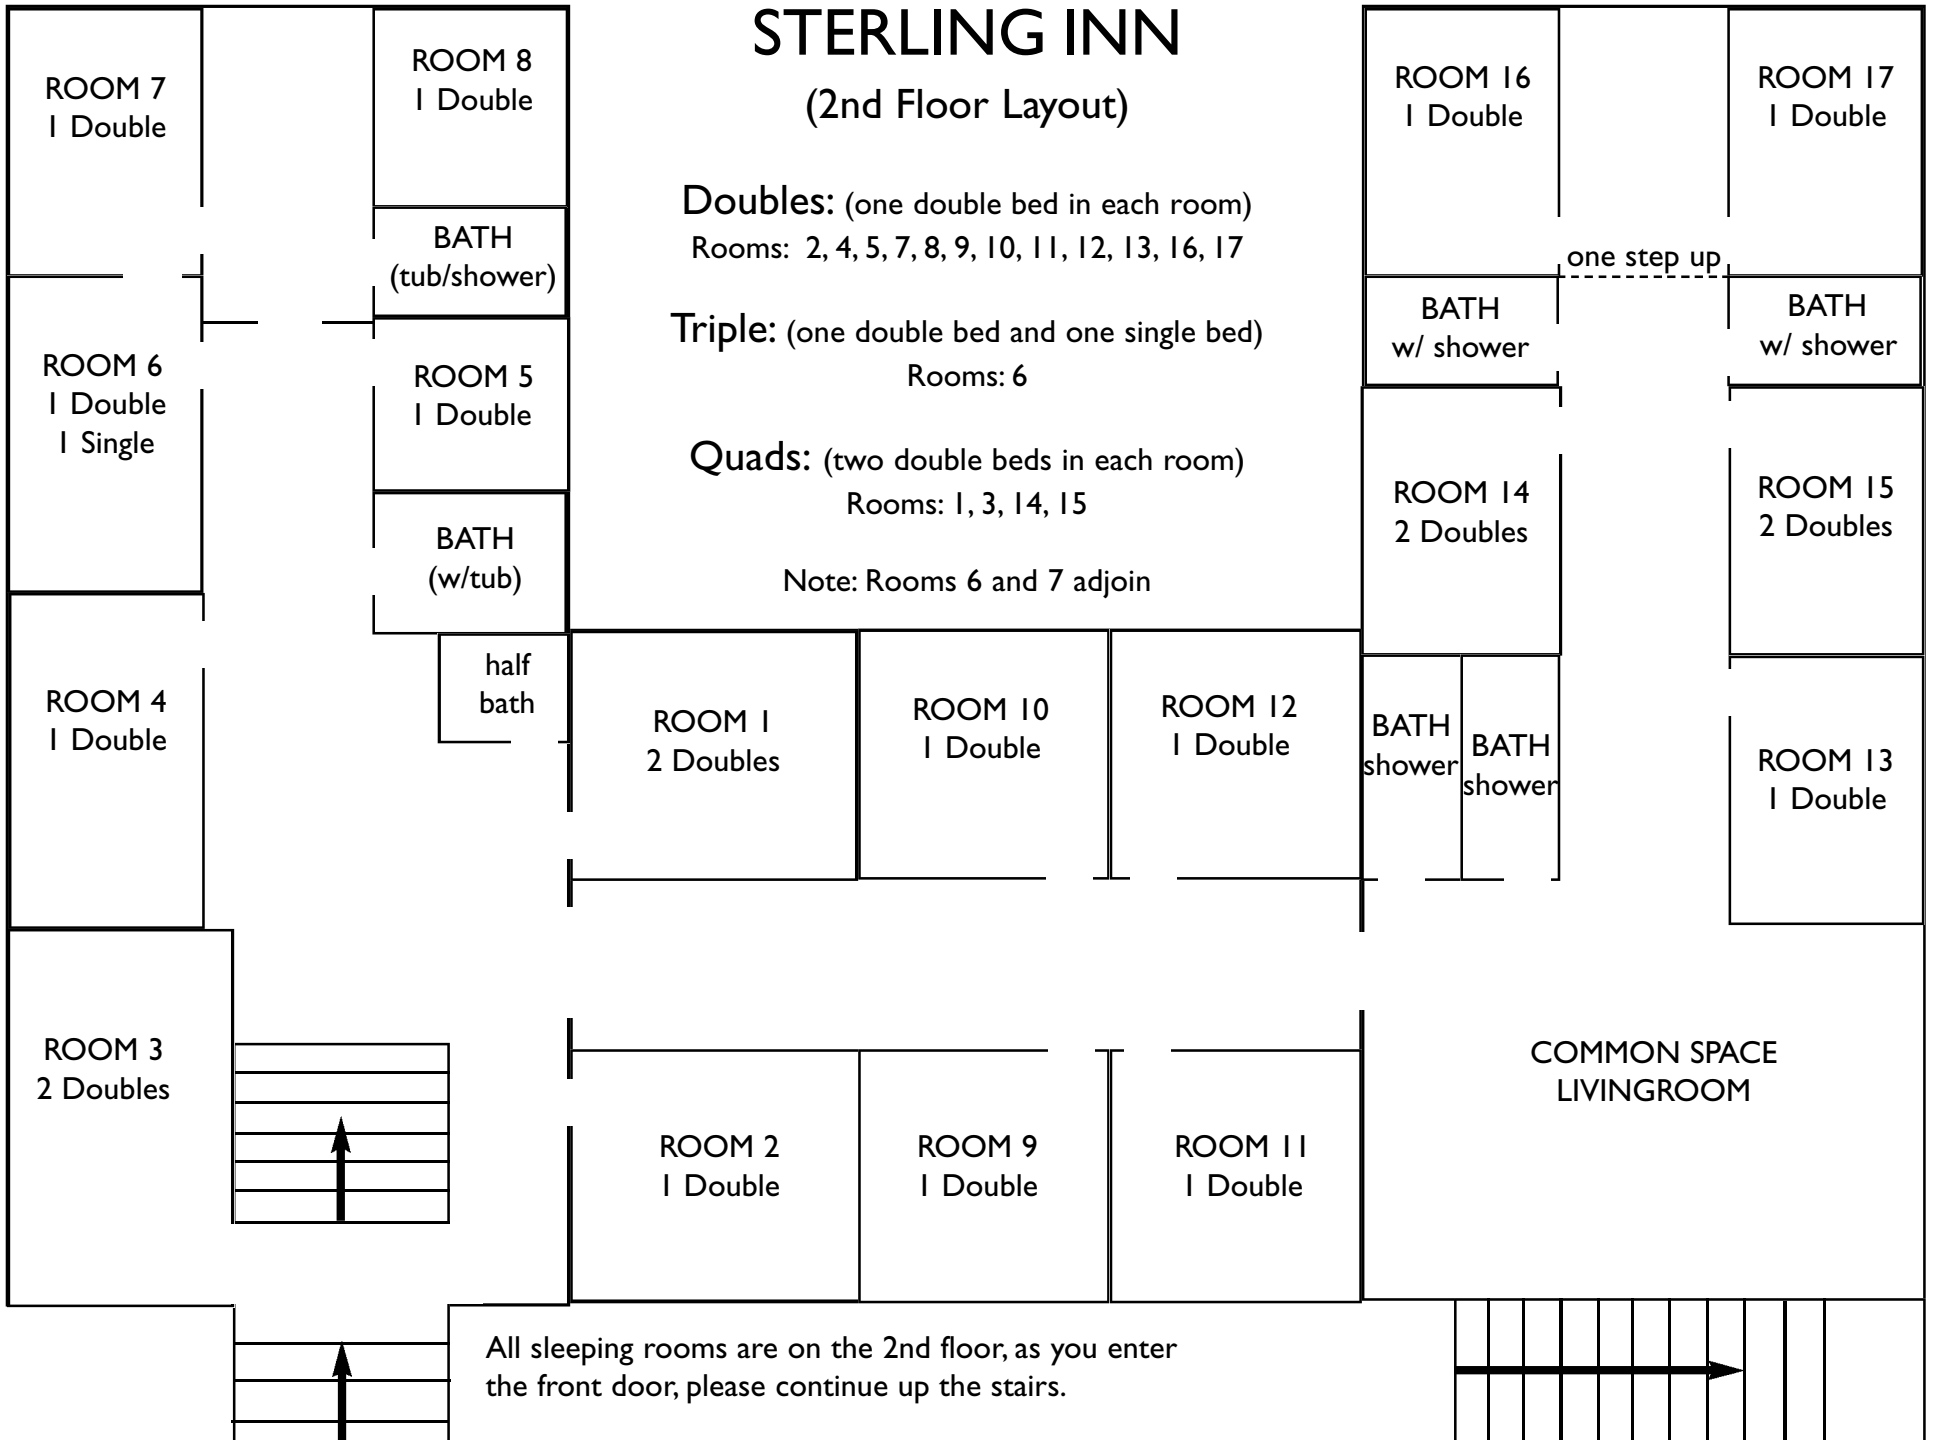 STERLING INN
(2nd Floor Layout)
Doubles: (one double bed in each room)
Rooms: 2, 4, 5, 7, 8, 9, 10, 11, 12, 13, 16, 17
Triple: (one double bed and one single bed)
Rooms: 6
Quads: (two double beds in each room)
Rooms: 1, 3, 14, 15
Note: Rooms 6 and 7 adjoin
ROOM 7
1 Double
ROOM 8
1 Double
BATH
(tub/shower)
ROOM 6
1 Double
1 Single
ROOM 5
1 Double
BATH
(w/tub)
half
bath
ROOM 4
1 Double
ROOM 3
2 Doubles
ROOM 1
2 Doubles
ROOM 10
1 Double
ROOM 12
1 Double
ROOM 2
1 Double
ROOM 9
1 Double
ROOM 11
1 Double
ROOM 16
1 Double
ROOM 17
1 Double
one step up
BATH
w/ shower
BATH
w/ shower
ROOM 14
2 Doubles
ROOM 15
2 Doubles
BATH
shower
BATH
shower
ROOM 13
1 Double
COMMON SPACE
LIVINGROOM
All sleeping rooms are on the 2nd floor, as you enter
the front door, please continue up the stairs.